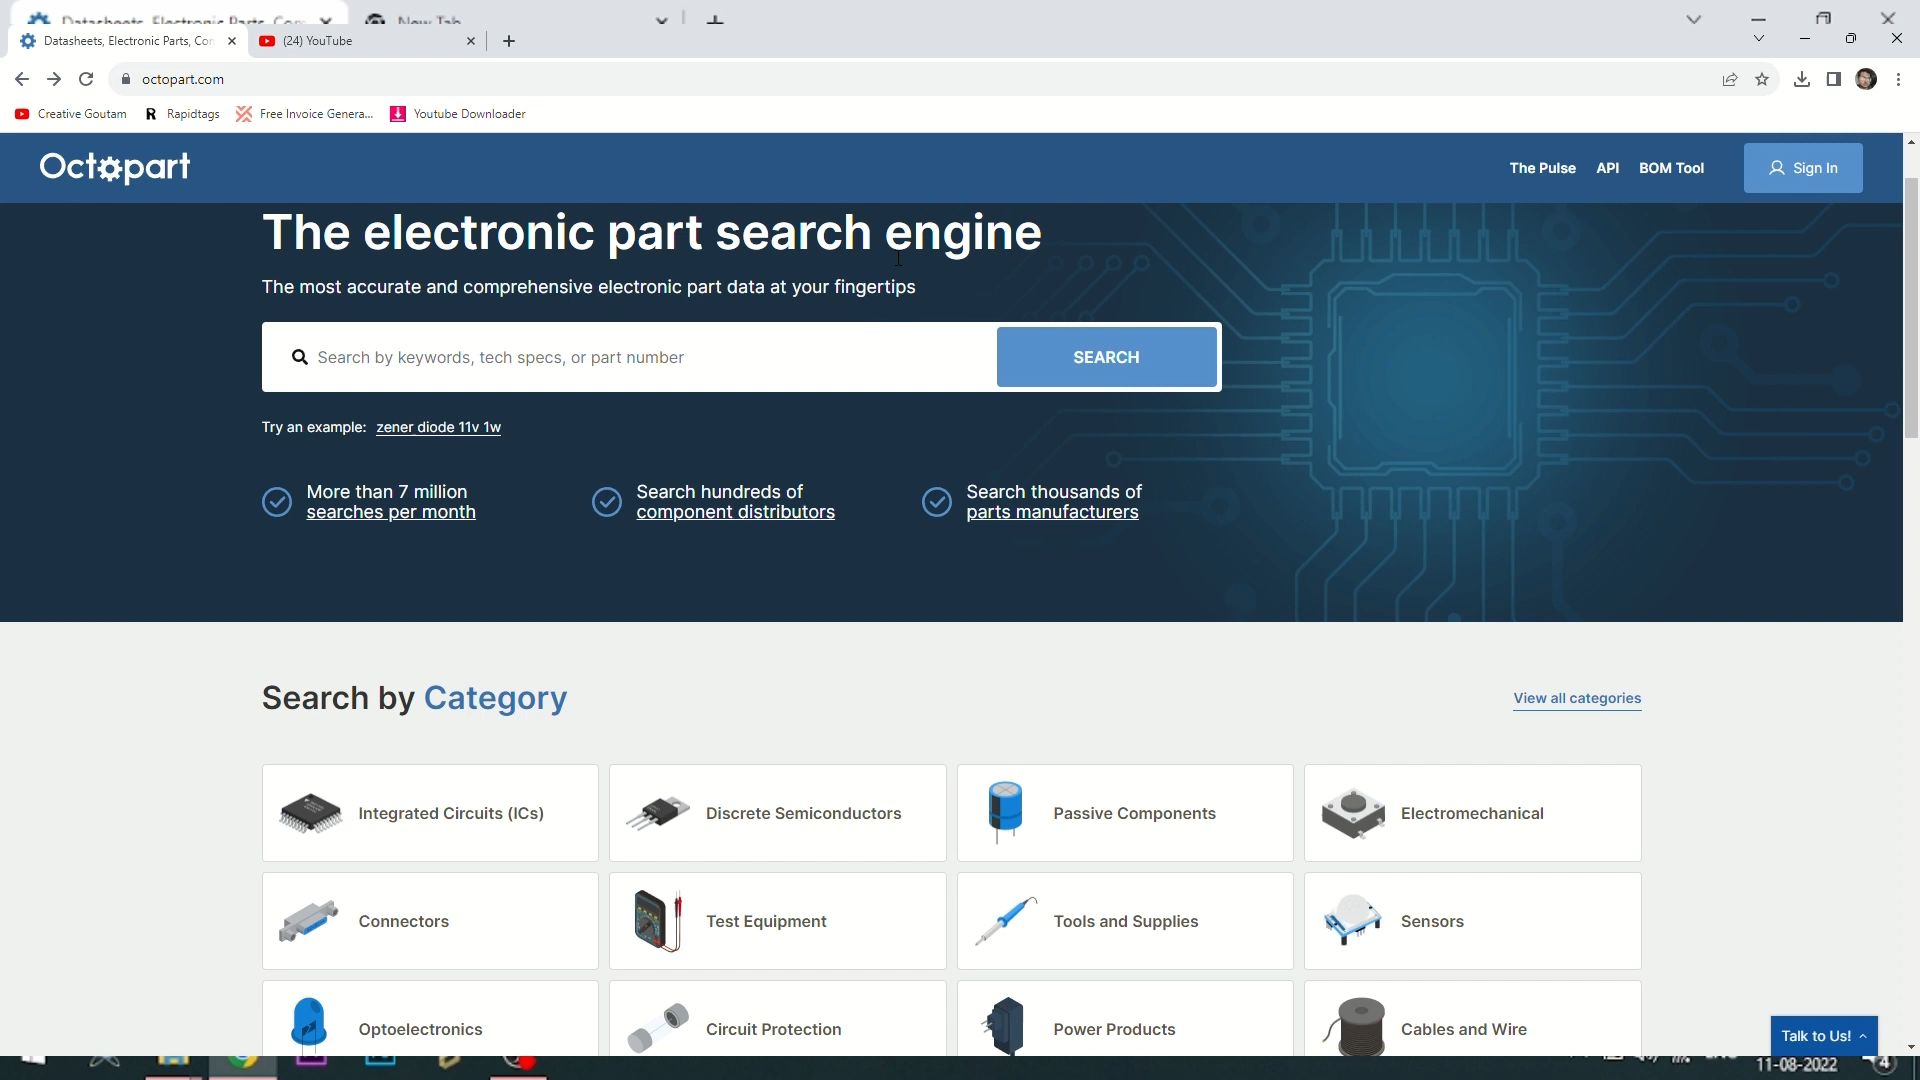 Datasheets, Electronic Parts, Com
New Tab
Datasheets, Electronic Parts, Con
(24) YouTube
octopart.com
Creative Goutam
Rapidtags
Free Invoice Genera...
Youtube Downloader
Octopart
The Pulse
API
BOM Tool
Sign In
The electronic part search engine
The most accurate and comprehensive electronic part data at your fingertips
Search by keywords, tech specs, or part number
SEARCH
Try an example: zener diode 11v 1w
More than 7 million
searches per month
Search hundreds of
component distributors
Search thousands of
parts manufacturers
Search by Category
View all categories
Integrated Circuits (ICs)
Discrete Semiconductors
Passive Components
Electromechanical
Connectors
Test Equipment
Tools and Supplies
Sensors
Optoelectronics
Circuit Protection
Power Products
Cables and Wire
Talk to Us!
11-08-2022
4